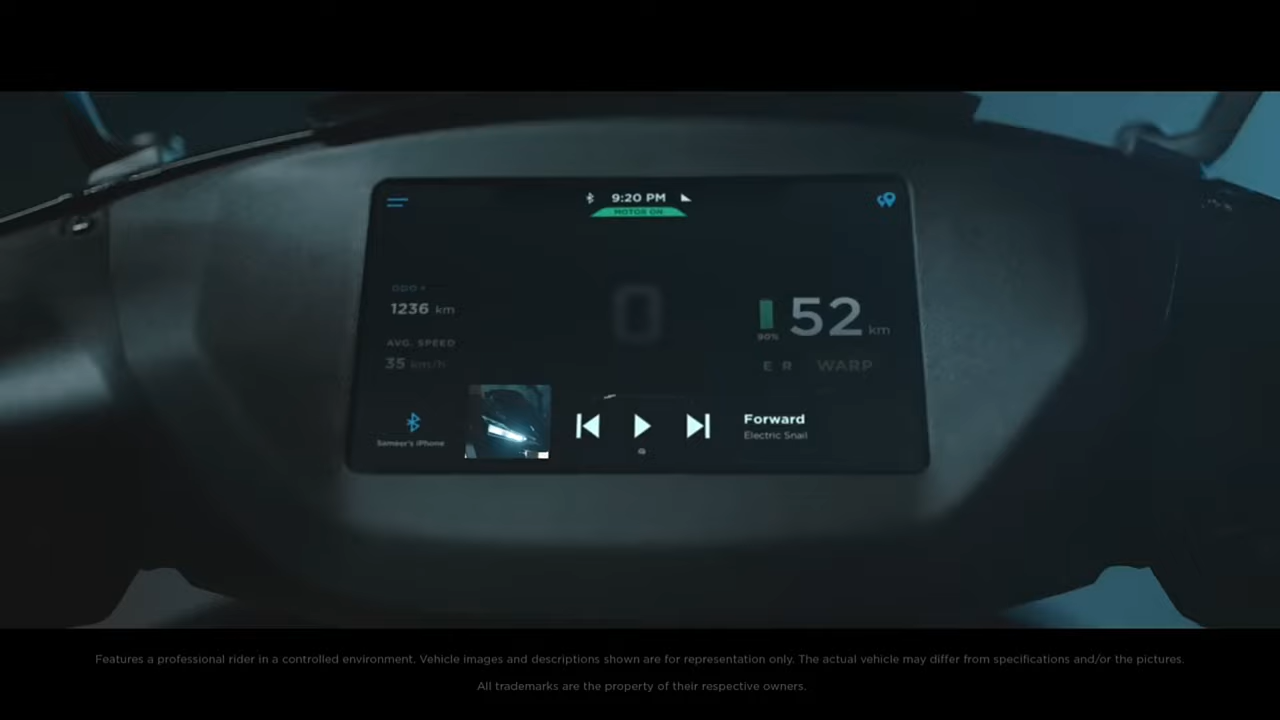 9:20 PM
MOTOR ON
ODO
1236 km
AVG. SPEED
35 km/h
0
90%
52 km
E R WARP
Sameer's iPhone
Forward
Electric Snail
Features a professional rider in a controlled environment. Vehicle images and descriptions shown are for representation only. The actual vehicle may differ from specifications and/or the pictures.
All trademarks are the property of their respective owners.